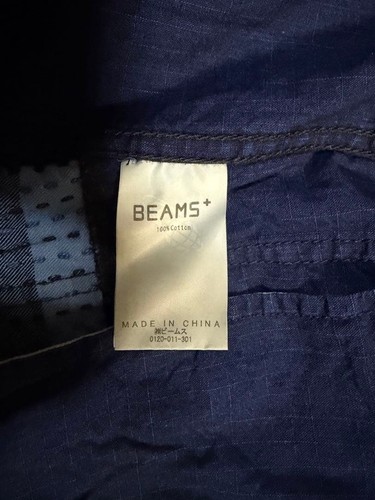 BEAMS+
100% Cotton
MADE IN CHINA
㈱ビームス
0120-011-301